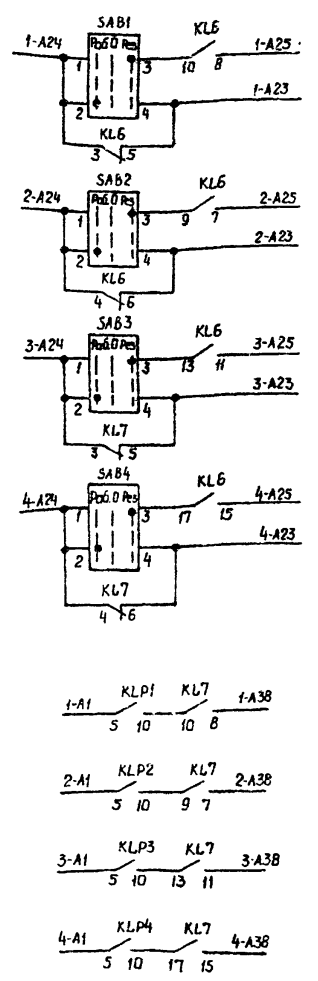 SAB1
KL6
1-A24
Раб. 0 Рез
1-A25
1 3 10 8
1-A23
2 4
KL6
3 5
SAB2
KL6
2-A24
Раб. 0 Рез
2-A25
1 3 9 7
2-A23
2 4
KL6
4 6
SAB3
KL6
3-A24
Раб. 0 Рез
3-A25
1 3 13 11
3-A23
2 4
KL7
3 5
SAB4
KL6
4-A24
Раб. 0 Рез
4-A25
1 3 17 15
4-A23
2 4
KL7
4 6
1-A1 KLP1 KL7 1-A38
5 10 10 8
2-A1 KLP2 KL7 2-A38
5 10 9 7
3-A1 KLP3 KL7 3-A38
5 10 13 11
4-A1 KLP4 KL7 4-A38
5 10 17 15